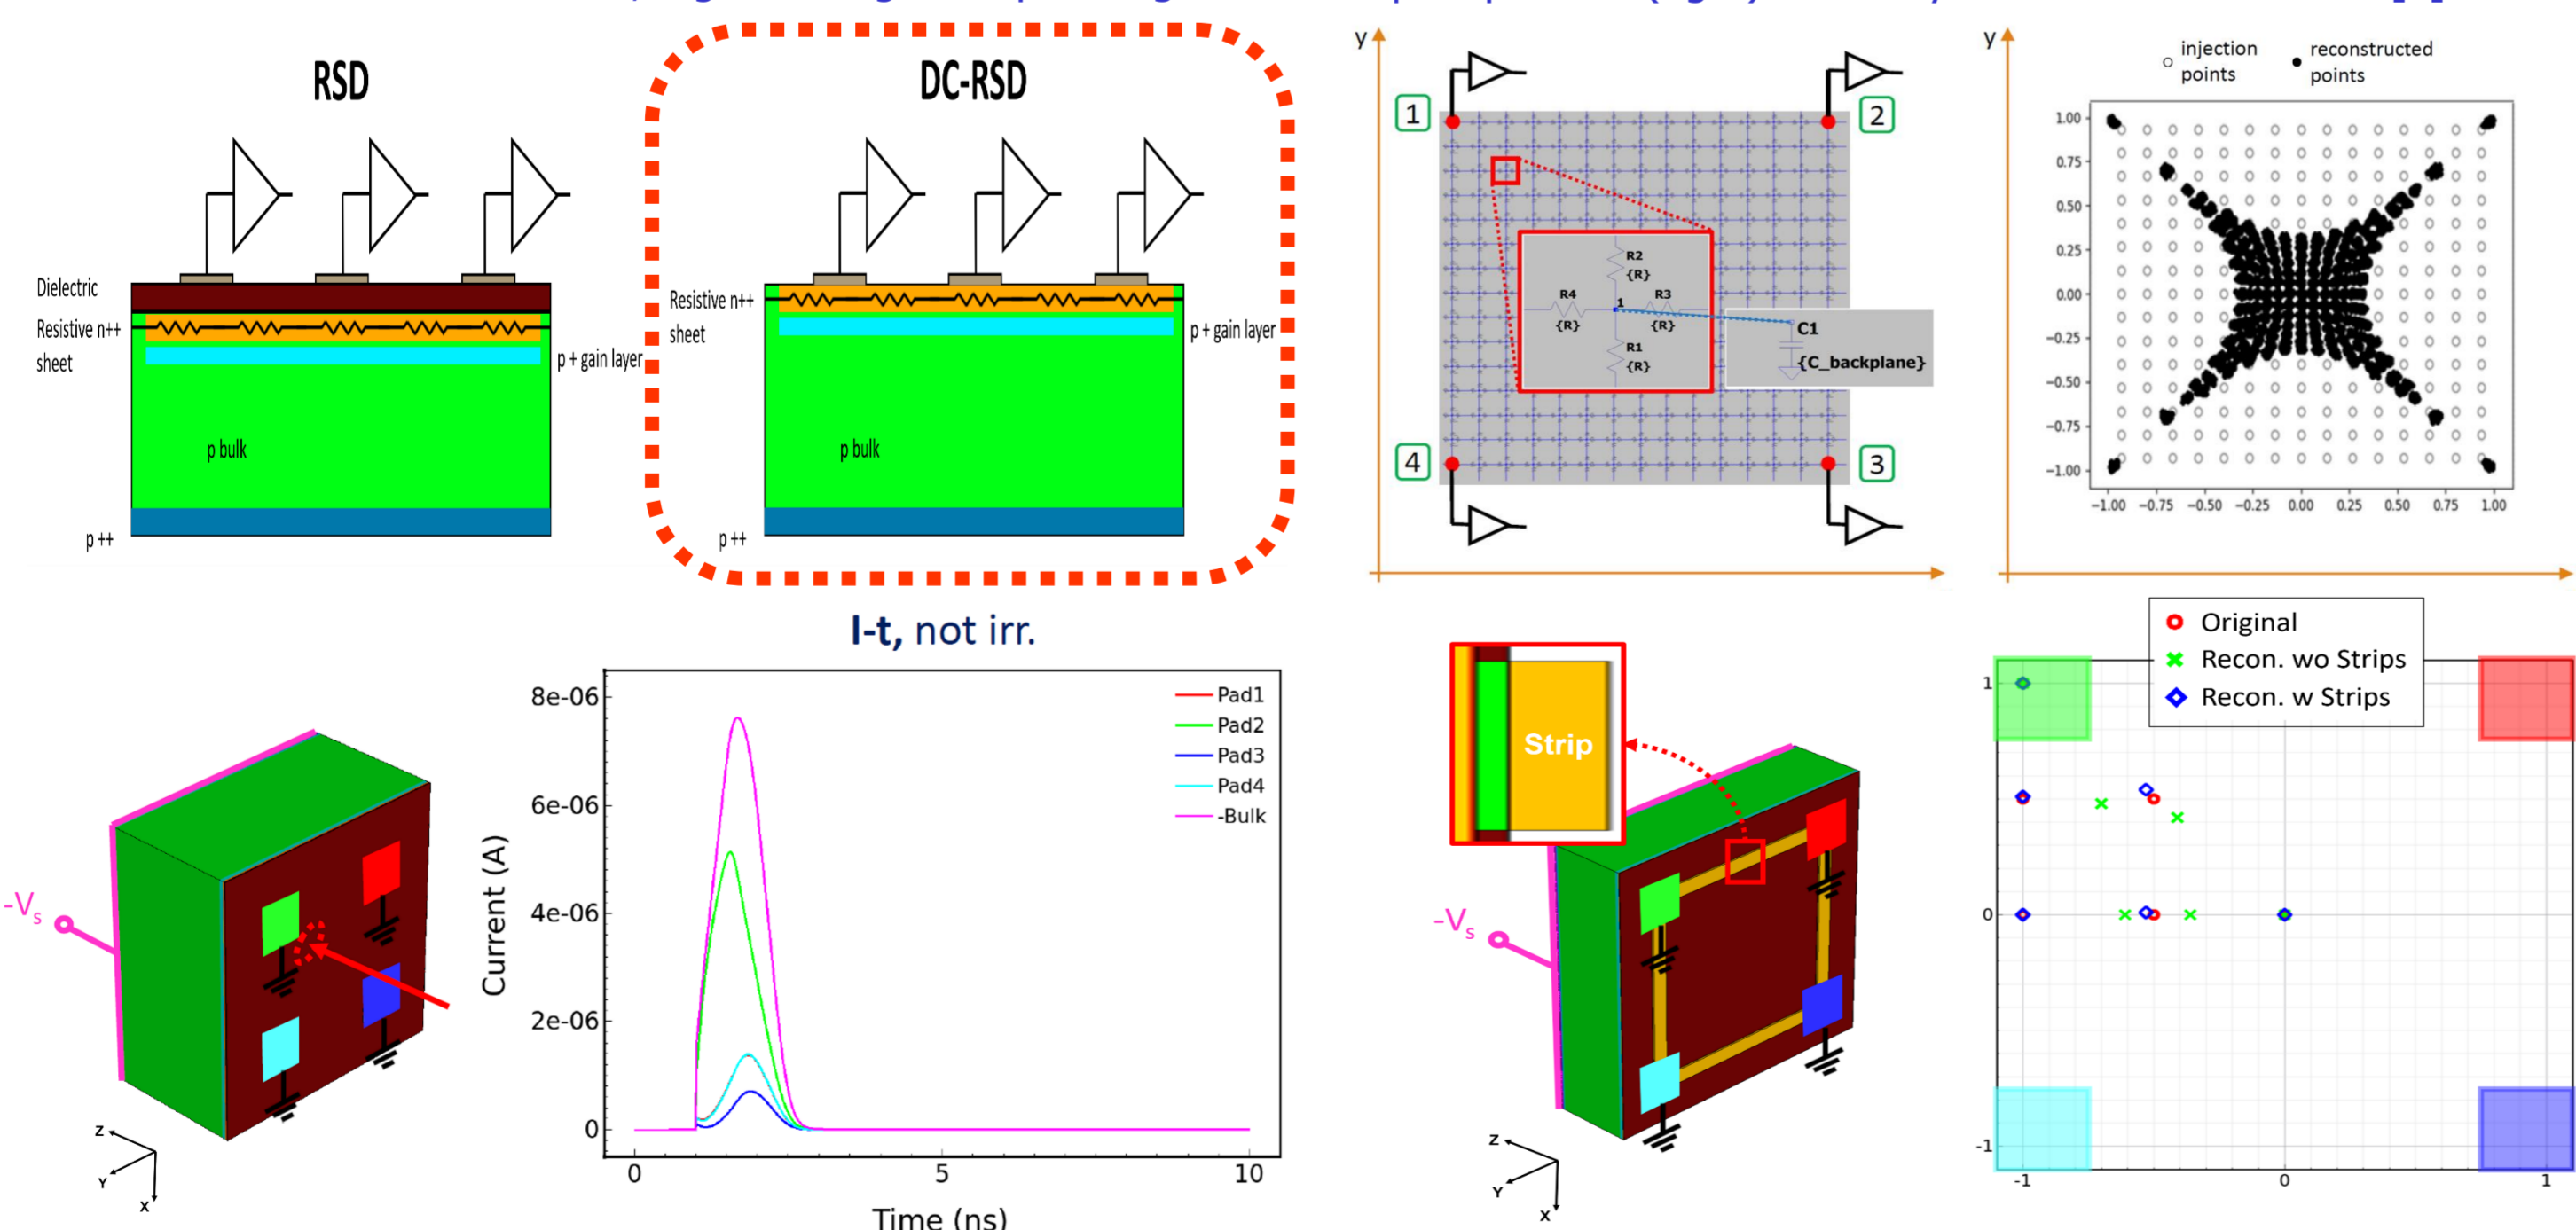 RSD
Dielectric
Resistive n++
sheet
p + gain layer
p bulk
p ++
DC-RSD
Resistive n++
sheet
p + gain layer
p bulk
p ++
y
1
2
4
3
R2
{R}
R4
{R}
1
R3
{R}
R1
{R}
C1
{C_backplane}
y
injection
points
reconstructed
points
1.00
0.75
0.50
0.25
0.00
−0.25
−0.50
−0.75
−1.00
−1.00 −0.75 −0.50 −0.25 0.00 0.25 0.50 0.75 1.00
-Vs
Z
Y
X
I-t, not irr.
Current (A)
8e-06
6e-06
4e-06
2e-06
0
0 5 10
Time (ns)
Pad1
Pad2
Pad3
Pad4
-Bulk
Strip
-Vs
Z
Y
X
Original
Recon. wo Strips
Recon. w Strips
1
0
-1
-1 0 1